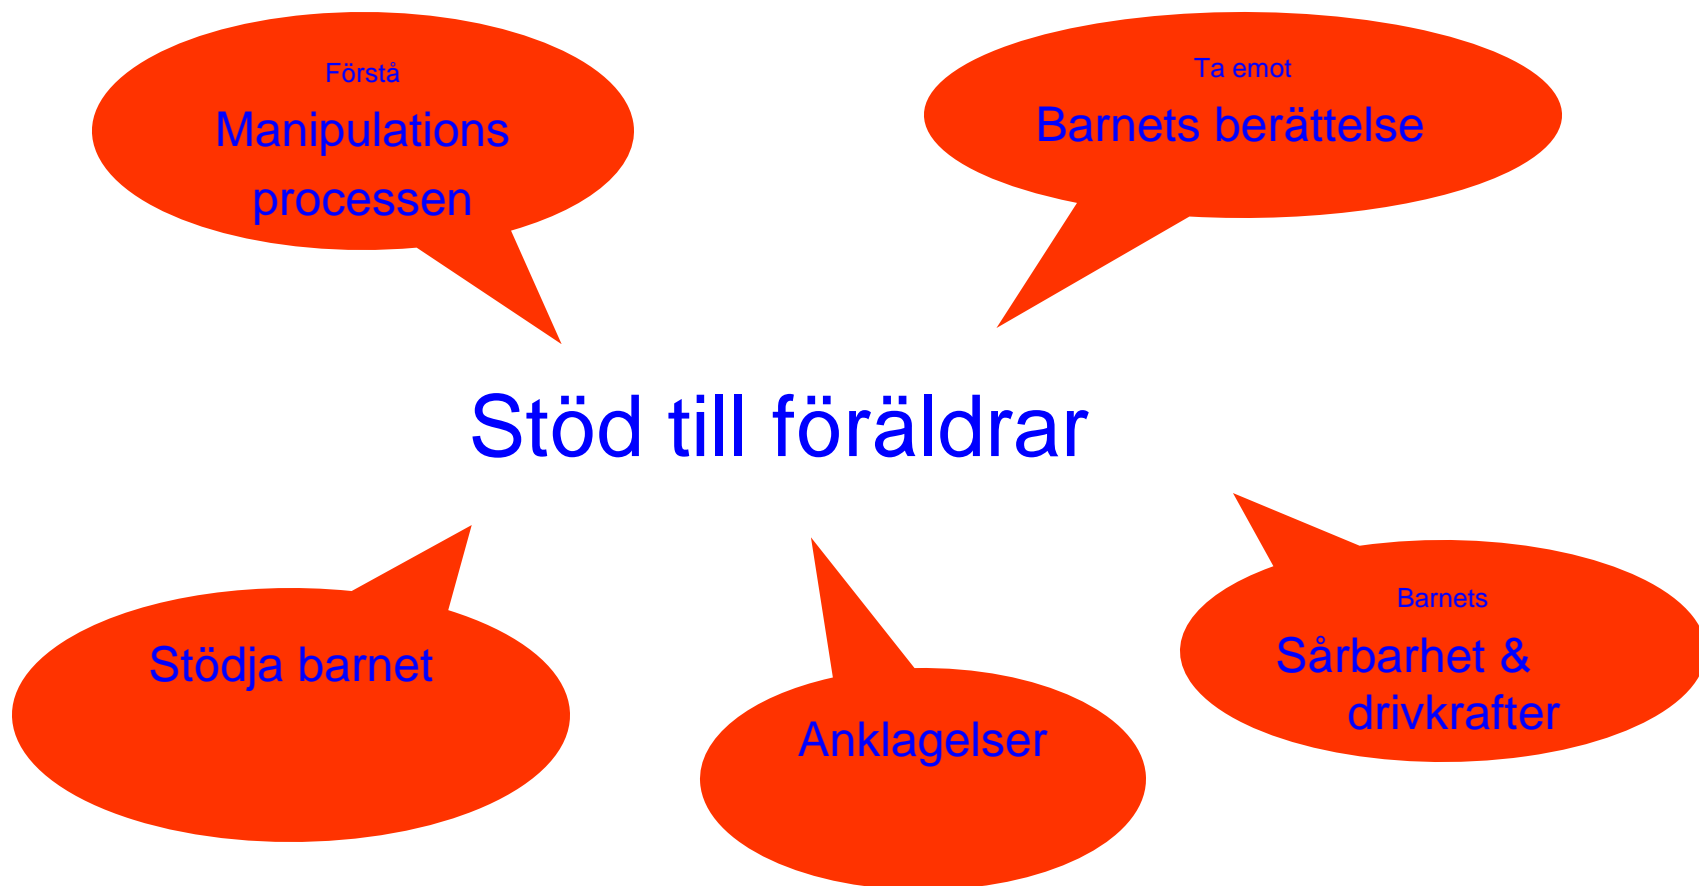 Förstå
Manipulations
processen
Ta emot
Barnets berättelse
Stöd till föräldrar
Stödja barnet
Anklagelser
Barnets
Sårbarhet &
drivkrafter